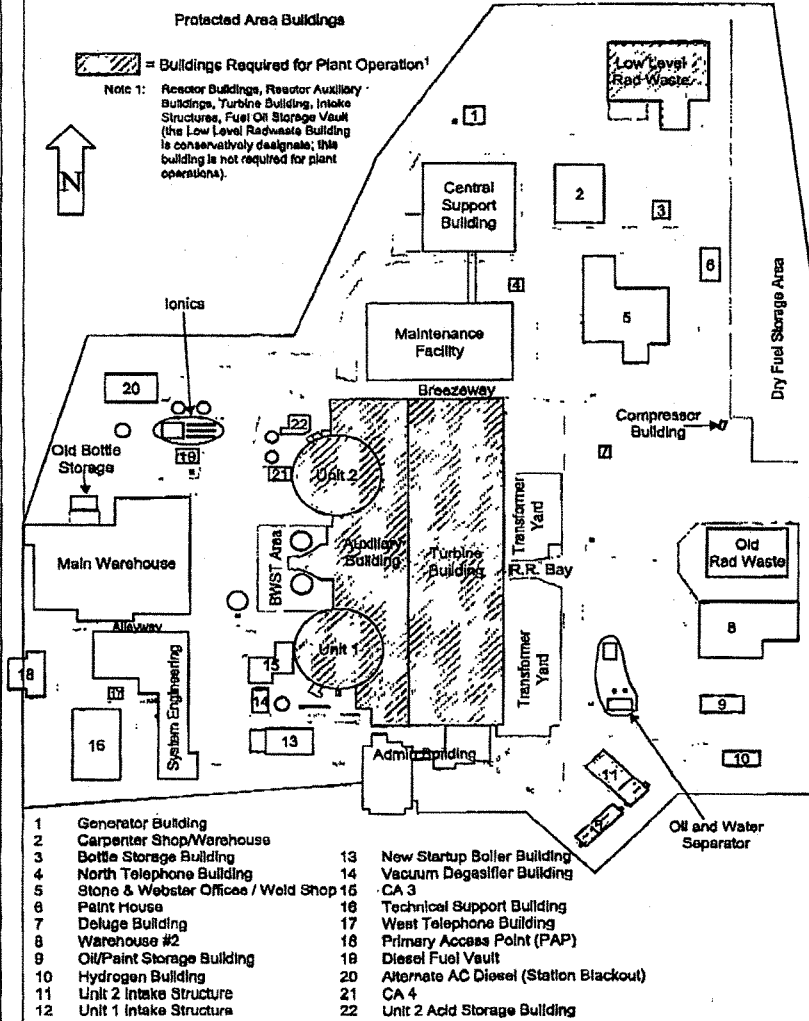 Protected Area Buildings
= Buildings Required for Plant Operation¹
Note 1: Reactor Buildings, Reactor Auxiliary
Buildings, Turbine Building, Intake
Structures, Fuel Oil Storage Vault
(the Low Level Radwaste Building
is conservatively designate; this
building is not required for plant
operations).
N
Low Level
Rad Waste
1
Central
Support
Building
2
3
6
4
5
Dry Fuel Storage Area
Ionics
Maintenance
Facility
Breezeway
20
22
Compressor
Building
19
7
Old Bottle
Storage
21
Unit 2
Transformer
Yard
Main Warehouse
BWST Area
Auxiliary
Building
Turbine
Building
R.R. Bay
Old
Rad Waste
Alleyway
8
18
15
Unit 1
Transformer
Yard
17
14
9
System Engineering
16
13
Admin Building
10
11
12
Oil and Water
Separator
1 Generator Building
2 Carpenter Shop/Warehouse
3 Bottle Storage Building
4 North Telephone Building
5 Stone & Webster Offices / Weld Shop
6 Paint House
7 Deluge Building
8 Warehouse #2
9 Oil/Paint Storage Building
10 Hydrogen Building
11 Unit 2 Intake Structure
12 Unit 1 Intake Structure
13 New Startup Boiler Building
14 Vacuum Degasifier Building
15 CA 3
16 Technical Support Building
17 West Telephone Building
18 Primary Access Point (PAP)
19 Diesel Fuel Vault
20 Alternate AC Diesel (Station Blackout)
21 CA 4
22 Unit 2 Acid Storage Building